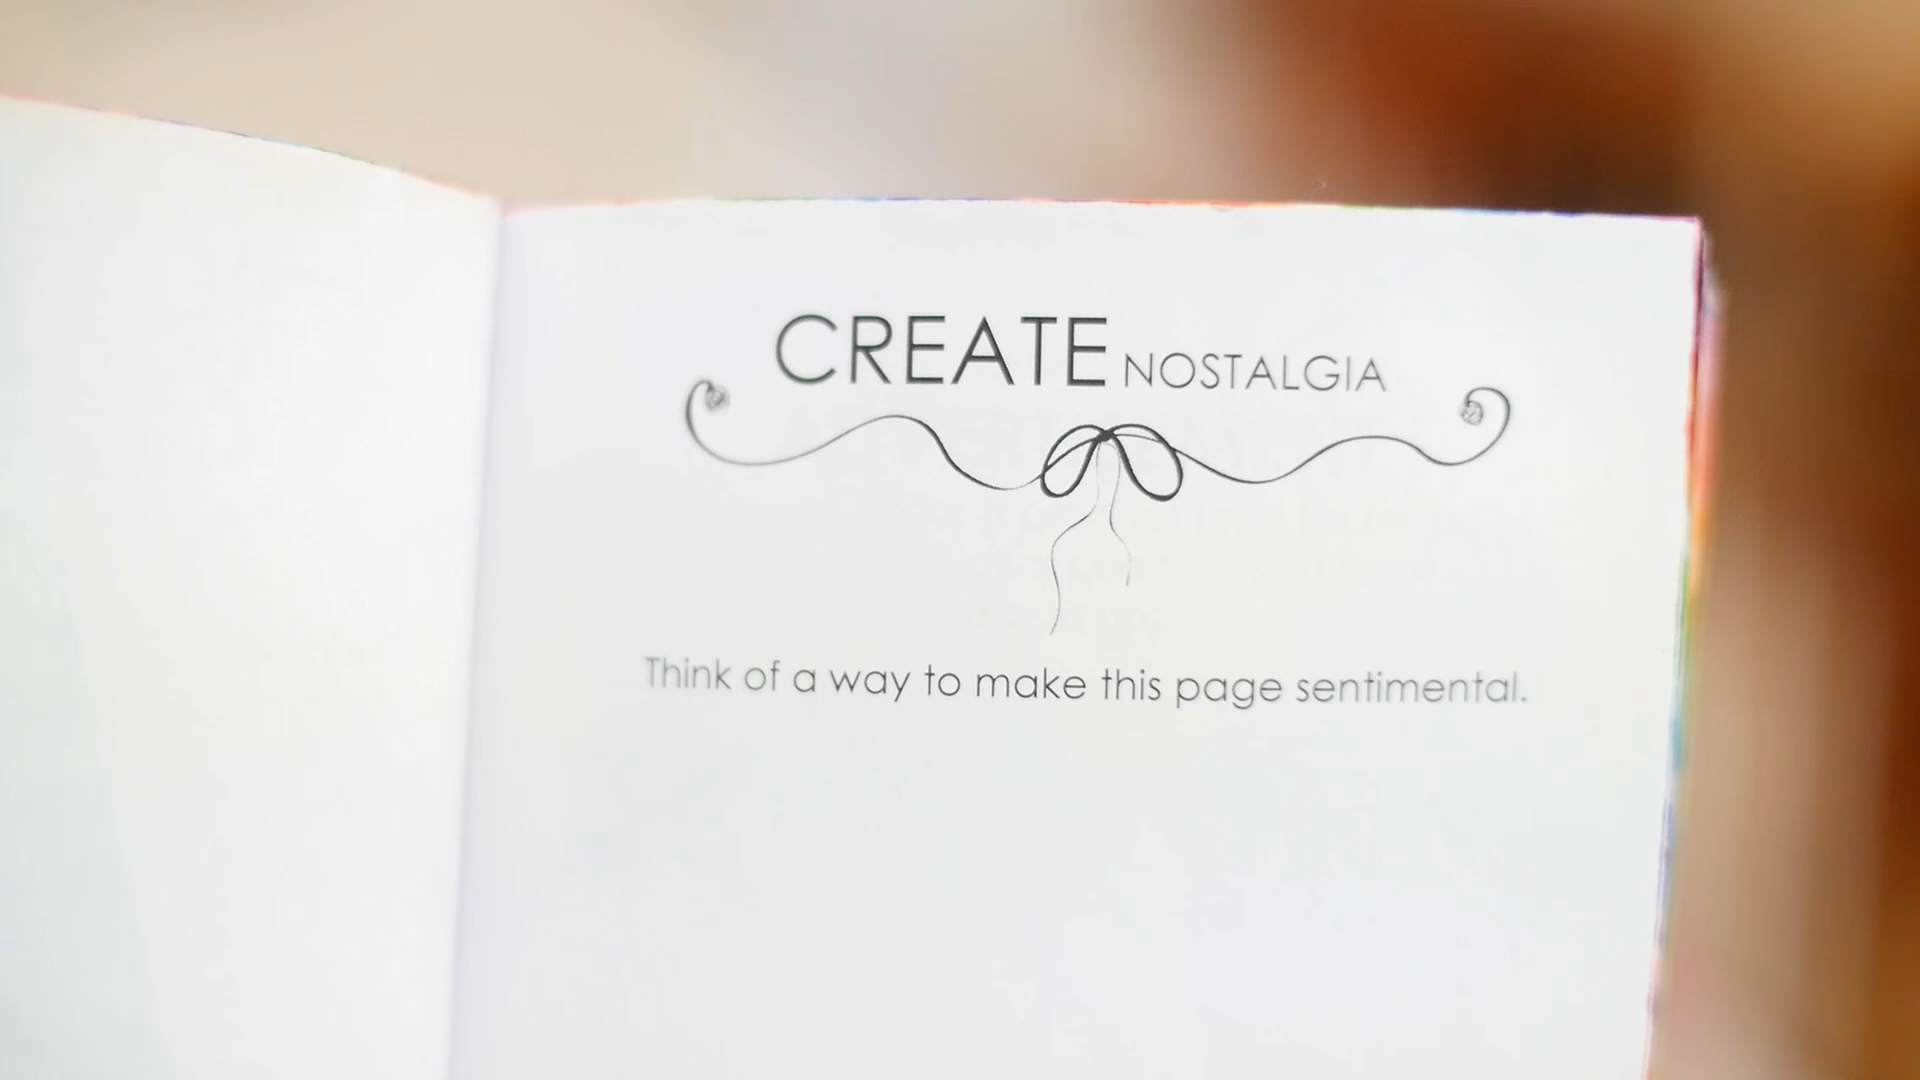 CREATE NOSTALGIA
Think of a way to make this page sentimental.